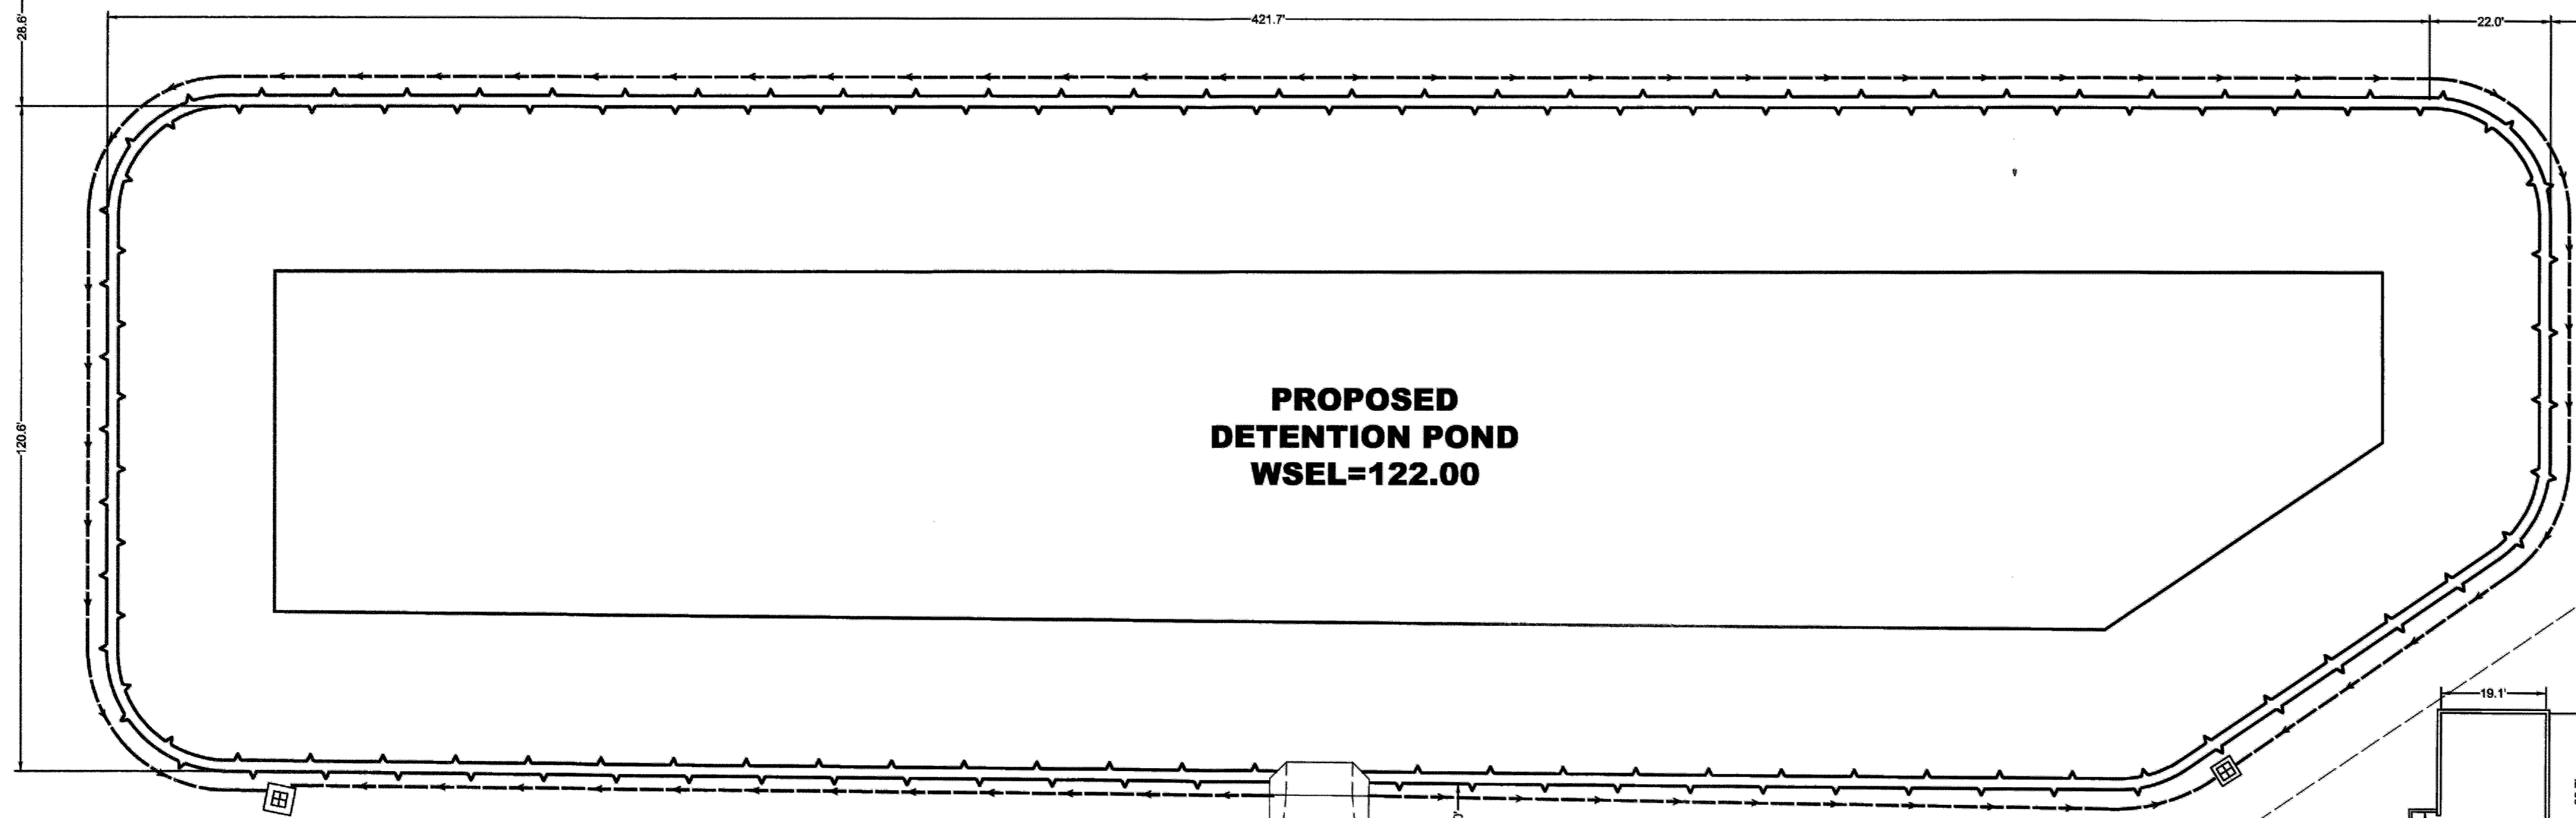 28.6'
421.7'
22.0'
120.6'
PROPOSED
DETENTION POND
WSEL=122.00
19.1'